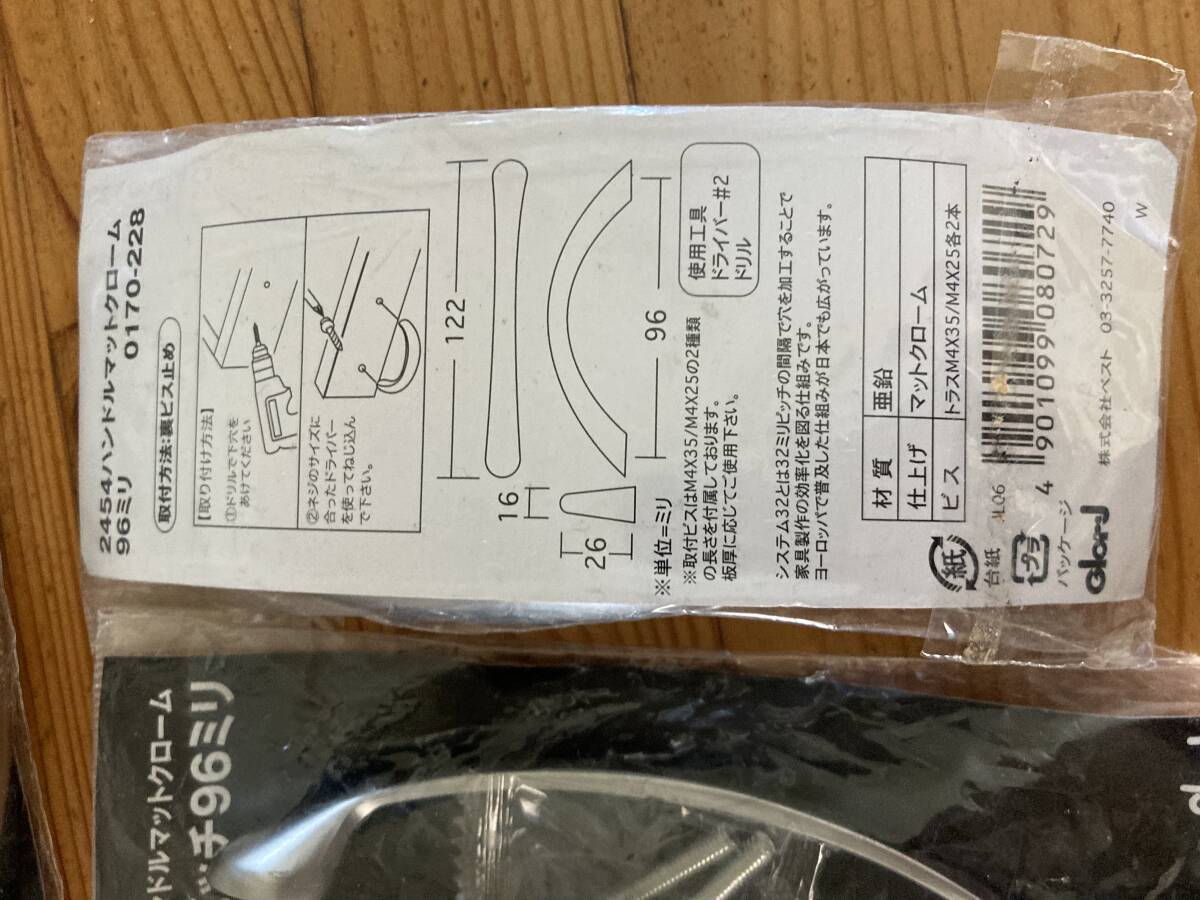 2454ハンドルマットクローム
96ミリ 0170-228
取付方法:裏ビス止め
【取り付け方法】
①ドリルで下穴を
あけてください
②ネジのサイズに
合ったドライバー
を使ってねじ込ん
で下さい。
122
16
26
96
※単位=ミリ
使用工具
ドライバー#2
ドリル
※取付ビスはM4X35/M4X25の2種類
の長さを付属しております。
板厚に応じてご使用下さい。
システム32とは32ミリピッチの間隔で穴を加工することで
家具製作の効率化を図る仕組みです。
ヨーロッパで普及した仕組みが日本でも広がっています。
材質 亜鉛
仕上げ マットクローム
ビス トラスM4X35/M4X25各2本
紙
台紙
プラ
パッケージ
4L06
4 901099 080729
株式会社ベスト 03-3257-7740
W
ンドルマットクローム
ッチ96ミリ